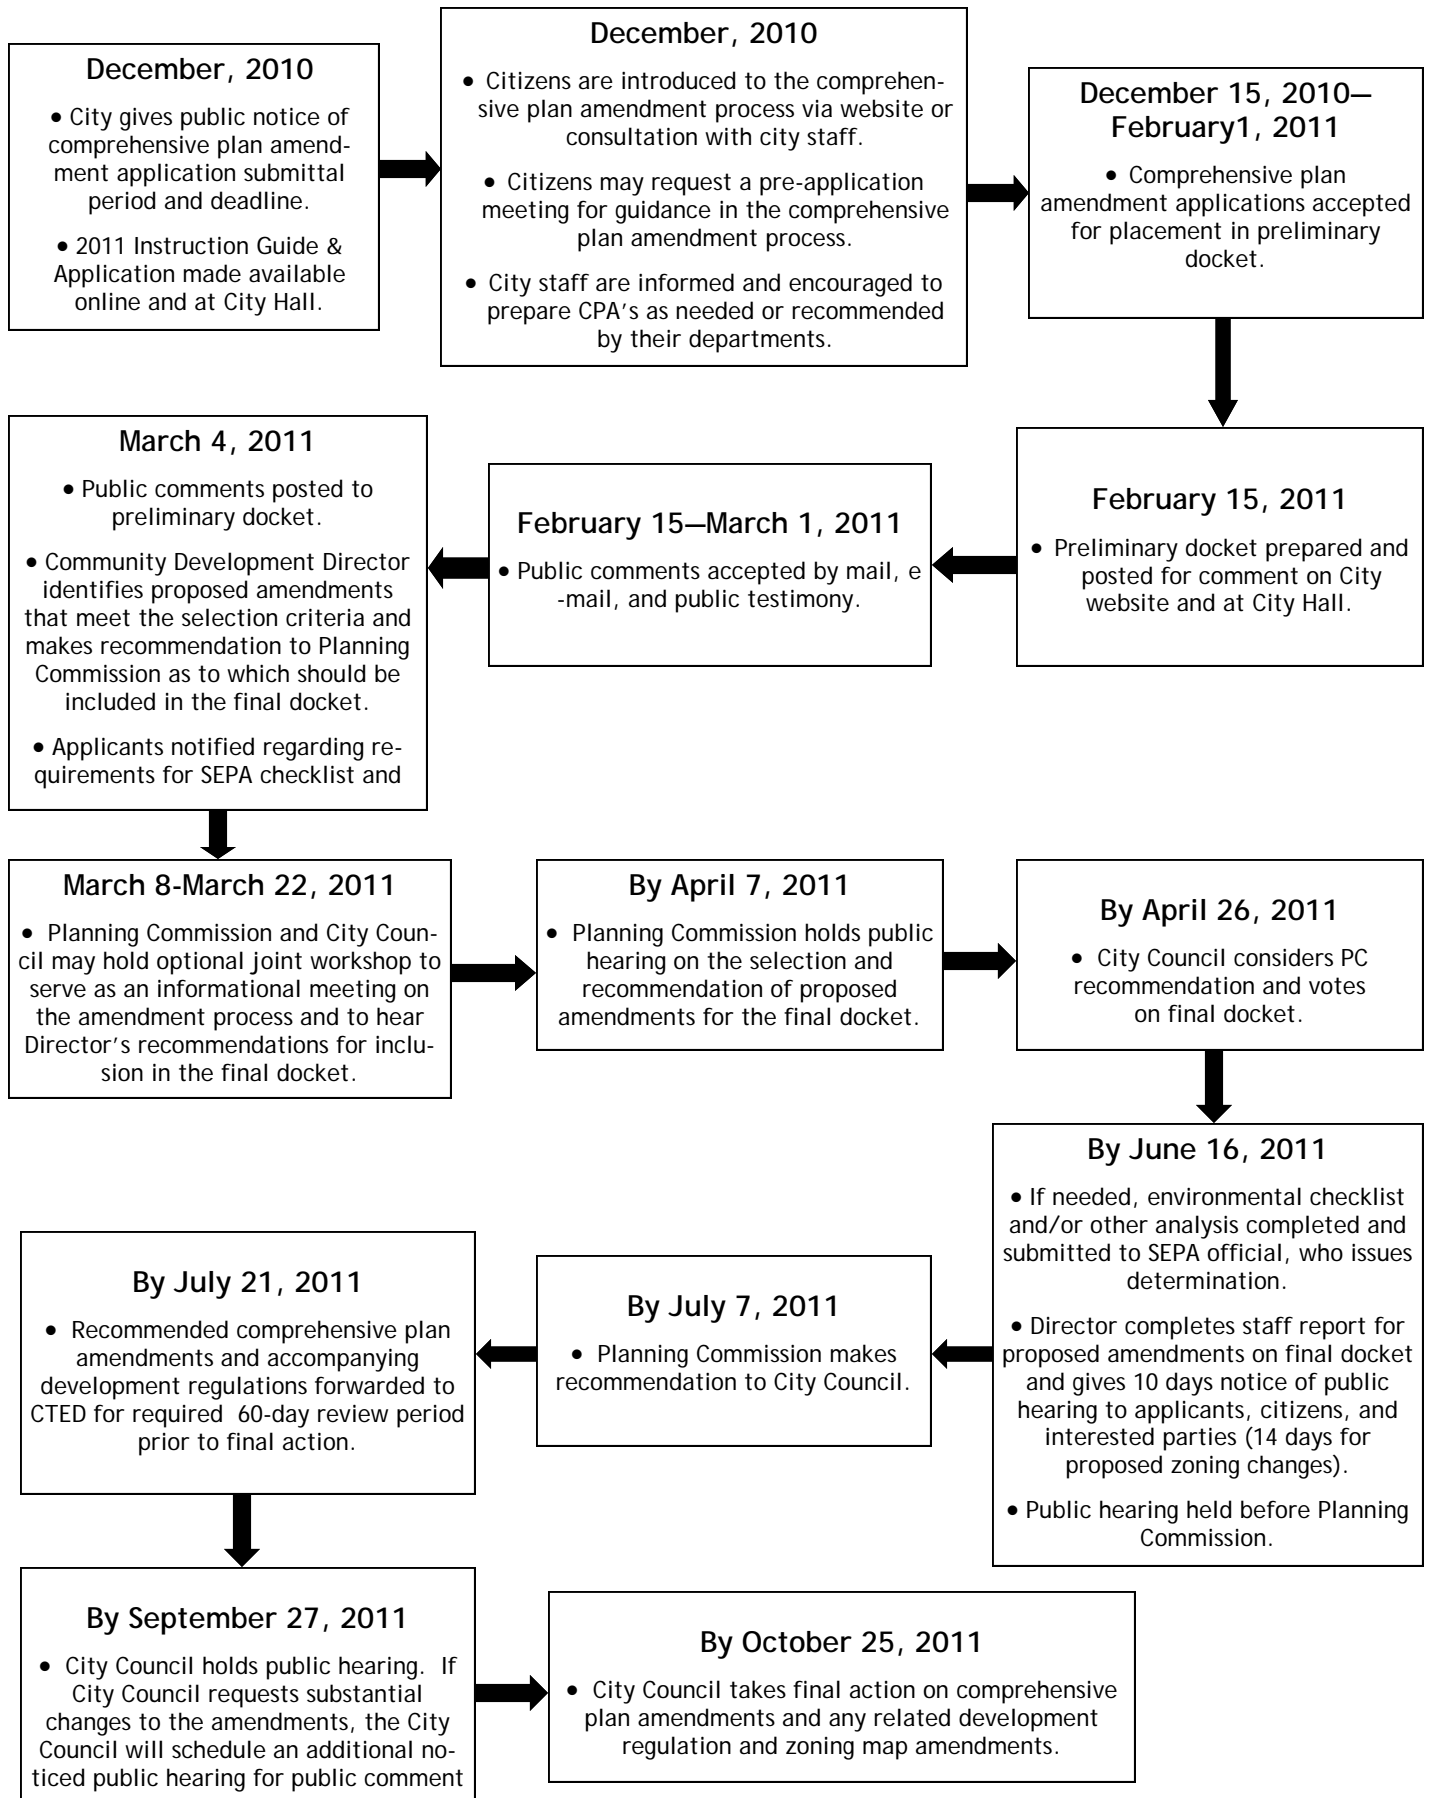 December, 2010
• City gives public notice of
comprehensive plan amend-
ment application submittal
period and deadline.
• 2011 Instruction Guide &
Application made available
online and at City Hall.
December, 2010
• Citizens are introduced to the comprehen-
sive plan amendment process via website or
consultation with city staff.
• Citizens may request a pre-application
meeting for guidance in the comprehensive
plan amendment process.
• City staff are informed and encouraged to
prepare CPA's as needed or recommended
by their departments.
December 15, 2010—
February1, 2011
• Comprehensive plan
amendment applications accepted
for placement in preliminary
docket.
February 15, 2011
• Preliminary docket prepared and
posted for comment on City
website and at City Hall.
February 15—March 1, 2011
• Public comments accepted by mail, e
-mail, and public testimony.
March 4, 2011
• Public comments posted to
preliminary docket.
• Community Development Director
identifies proposed amendments
that meet the selection criteria and
makes recommendation to Planning
Commission as to which should be
included in the final docket.
• Applicants notified regarding re-
quirements for SEPA checklist and
March 8-March 22, 2011
• Planning Commission and City Coun-
cil may hold optional joint workshop to
serve as an informational meeting on
the amendment process and to hear
Director's recommendations for inclu-
sion in the final docket.
By April 7, 2011
• Planning Commission holds public
hearing on the selection and
recommendation of proposed
amendments for the final docket.
By April 26, 2011
• City Council considers PC
recommendation and votes
on final docket.
By June 16, 2011
• If needed, environmental checklist
and/or other analysis completed and
submitted to SEPA official, who issues
determination.
• Director completes staff report for
proposed amendments on final docket
and gives 10 days notice of public
hearing to applicants, citizens, and
interested parties (14 days for
proposed zoning changes).
• Public hearing held before Planning
Commission.
By July 7, 2011
• Planning Commission makes
recommendation to City Council.
By July 21, 2011
• Recommended comprehensive plan
amendments and accompanying
development regulations forwarded to
CTED for required 60-day review period
prior to final action.
By September 27, 2011
• City Council holds public hearing. If
City Council requests substantial
changes to the amendments, the City
Council will schedule an additional no-
ticed public hearing for public comment
By October 25, 2011
• City Council takes final action on comprehensive
plan amendments and any related development
regulation and zoning map amendments.